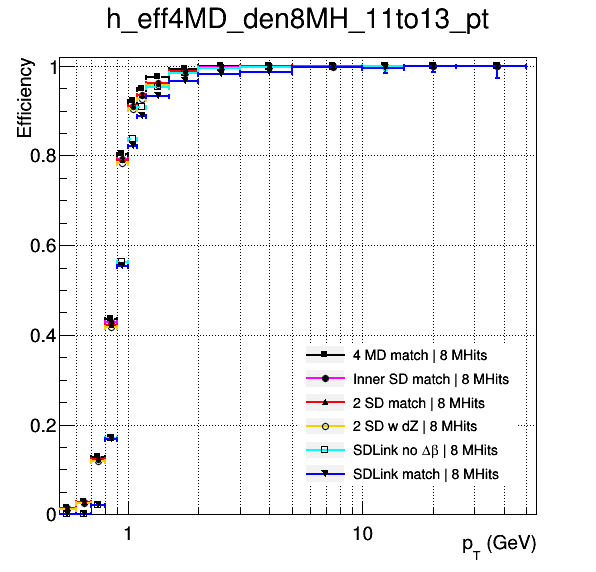 h_eff4MD_den8MH_11to13_pt
Efficiency
1
0.8
0.6
0.4
0.2
0
4 MD match | 8 MHits
Inner SD match | 8 MHits
2 SD match | 8 MHits
2 SD w dZ | 8 MHits
SDLink no Δβ | 8 MHits
SDLink match | 8 MHits
1 10
p_T (GeV)